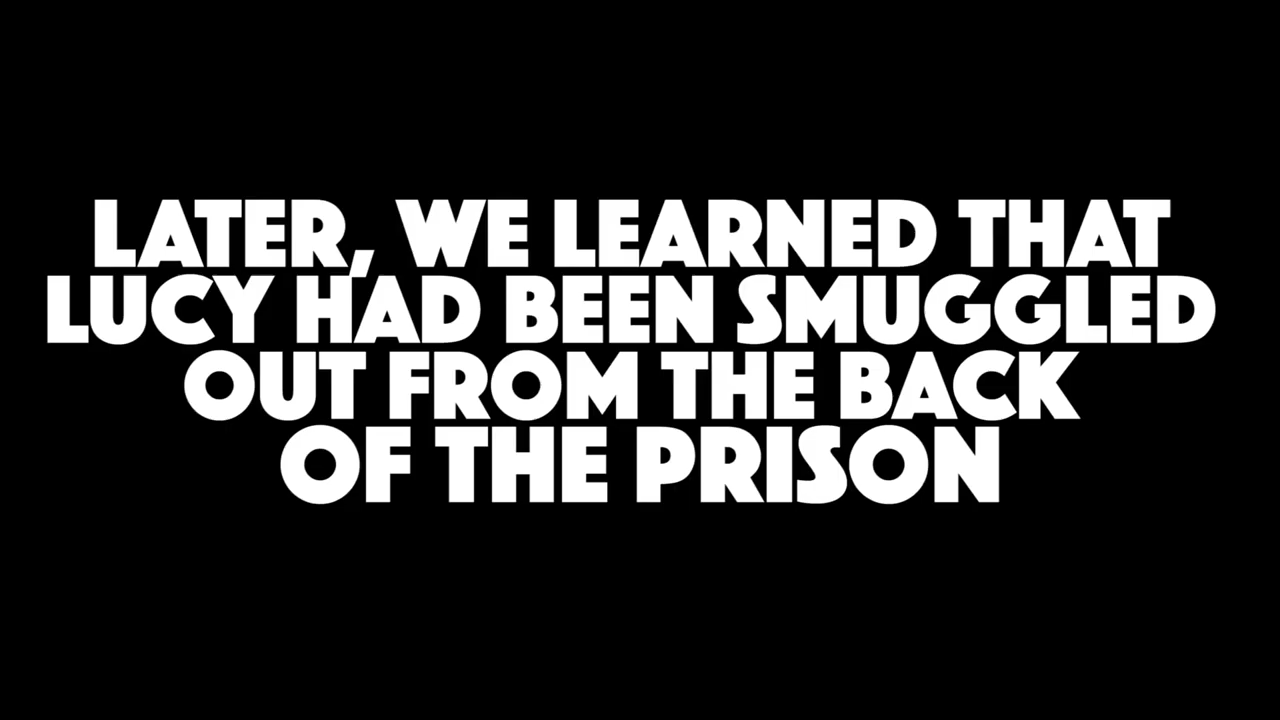 LATER, WE LEARNED THAT
LUCY HAD BEEN SMUGGLED
OUT FROM THE BACK
OF THE PRISON